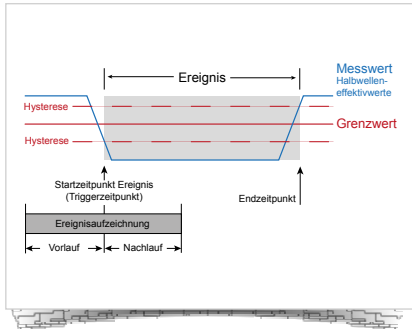 Ereignis
Messwert
Halbwellen-
effektivwerte
Hysterese
Grenzwert
Hysterese
Startzeitpunkt Ereignis
(Triggerzeitpunkt)
Endzeitpunkt
Ereignisaufzeichnung
Vorlauf
Nachlauf